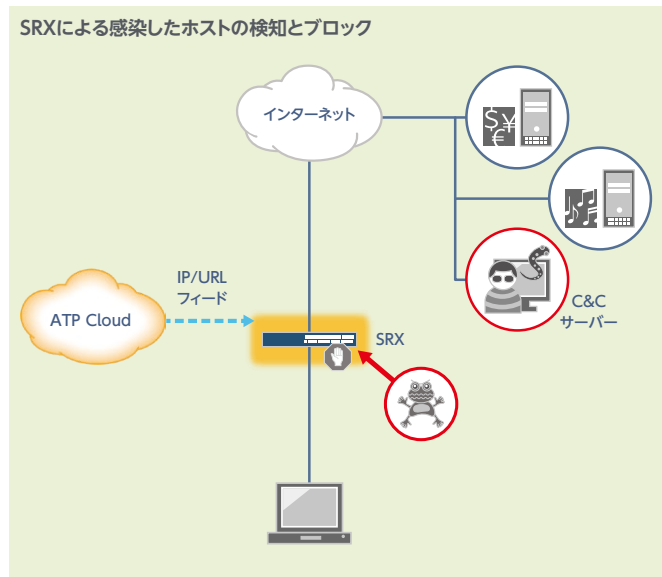 SRXによる感染したホストの検知とブロック
インターネット
$¥
€
IP/URL
フィード
ATP Cloud
SRX
C&C
サーバー